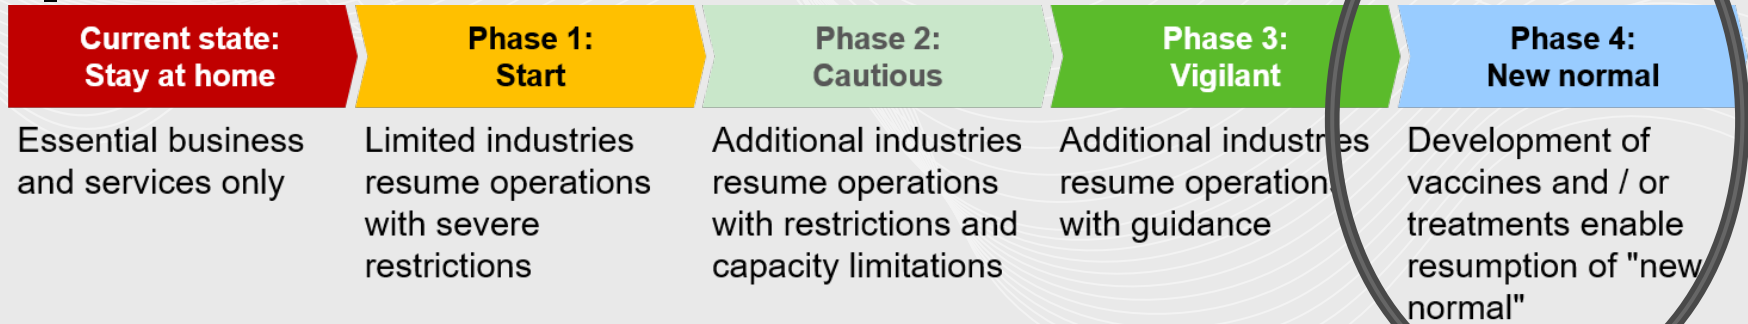 Current state:
Stay at home
Essential business
and services only
Phase 1:
Start
Limited industries
resume operations
with severe
restrictions
Phase 2:
Cautious
Additional industries
resume operations
with restrictions and
capacity limitations
Phase 3:
Vigilant
Additional industries
resume operations
with guidance
Phase 4:
New normal
Development of
vaccines and / or
treatments enable
resumption of "new
normal"